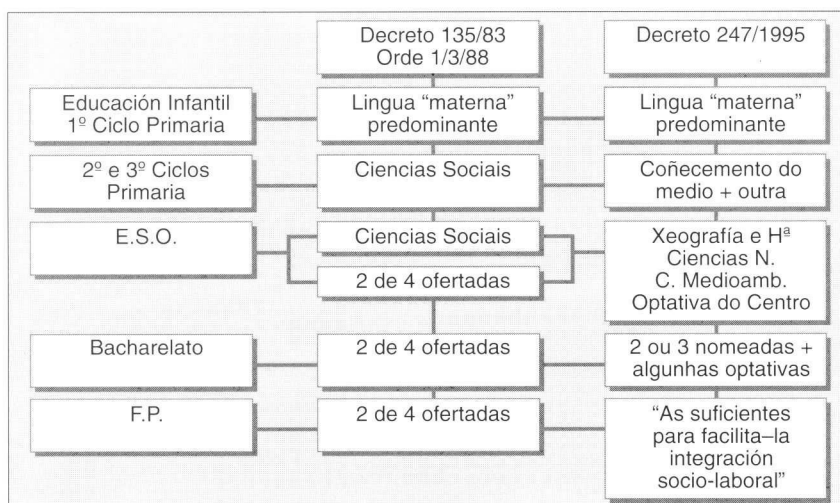 Decreto 135/83
Orde 1/3/88
Decreto 247/1995
Educación Infantil
1º Ciclo Primaria
Lingua “materna”
predominante
Lingua “materna”
predominante
2º e 3º Ciclos
Primaria
Ciencias Sociais
Coñecemento do
medio + outra
E.S.O.
Ciencias Sociais
2 de 4 ofertadas
Xeografía e Hª
Ciencias N.
C. Medioamb.
Optativa do Centro
Bacharelato
2 de 4 ofertadas
2 ou 3 nomeadas +
algunhas optativas
F.P.
2 de 4 ofertadas
“As suficientes
para facilita–la
integración
socio-laboral”